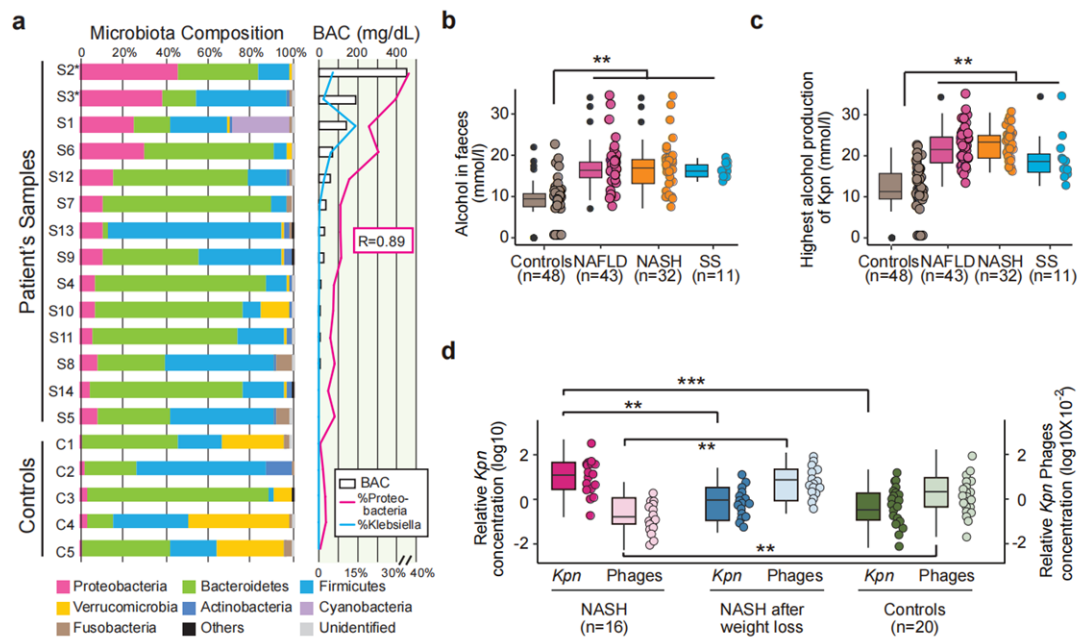 a
Microbiota Composition
BAC (mg/dL)
0 20% 40% 60% 80% 100%
0 200 400
Patient's Samples
S2*
S3*
S1
S6
S12
S7
S13
S9
S4
S10
S11
S8
S14
S5
Controls
C1
C2
C3
C4
C5
R=0.89
BAC
%Proteo-
bacteria
%Klebsiella
0 15% 30% 40%
Proteobacteria Bacteroidetes Firmicutes
Verrucomicrobia Actinobacteria Cyanobacteria
Fusobacteria Others Unidentified
b
**
Alcohol in faeces
(mmol/l)
30
20
10
0
Controls NAFLD NASH SS
(n=48) (n=43) (n=32) (n=11)
c
**
Highest alcohol production
of Kpn (mmol/l)
30
20
10
0
Controls NAFLD NASH SS
(n=48) (n=43) (n=32) (n=11)
d
***
**
**
**
Relative Kpn
concentration (log10)
2
0
-2
Relative Kpn Phages
concentration (log10X10-2)
2
0
-2
Kpn Phages Kpn Phages Kpn Phages
NASH
(n=16)
NASH after
weight loss
Controls
(n=20)